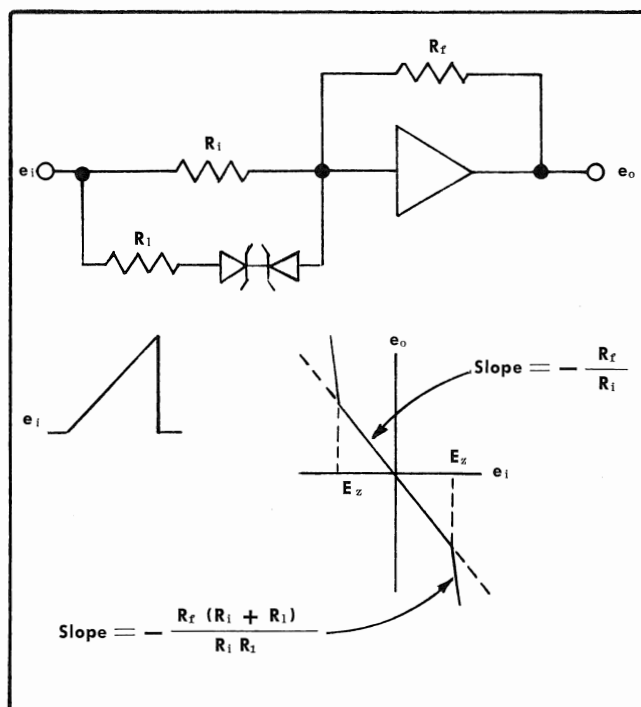 R_f
e_i R_i e_o
R_1
e_o
Slope = - R_f / R_i
e_i
E_z E_z e_i
Slope = - R_f (R_i + R_1) / R_i R_1